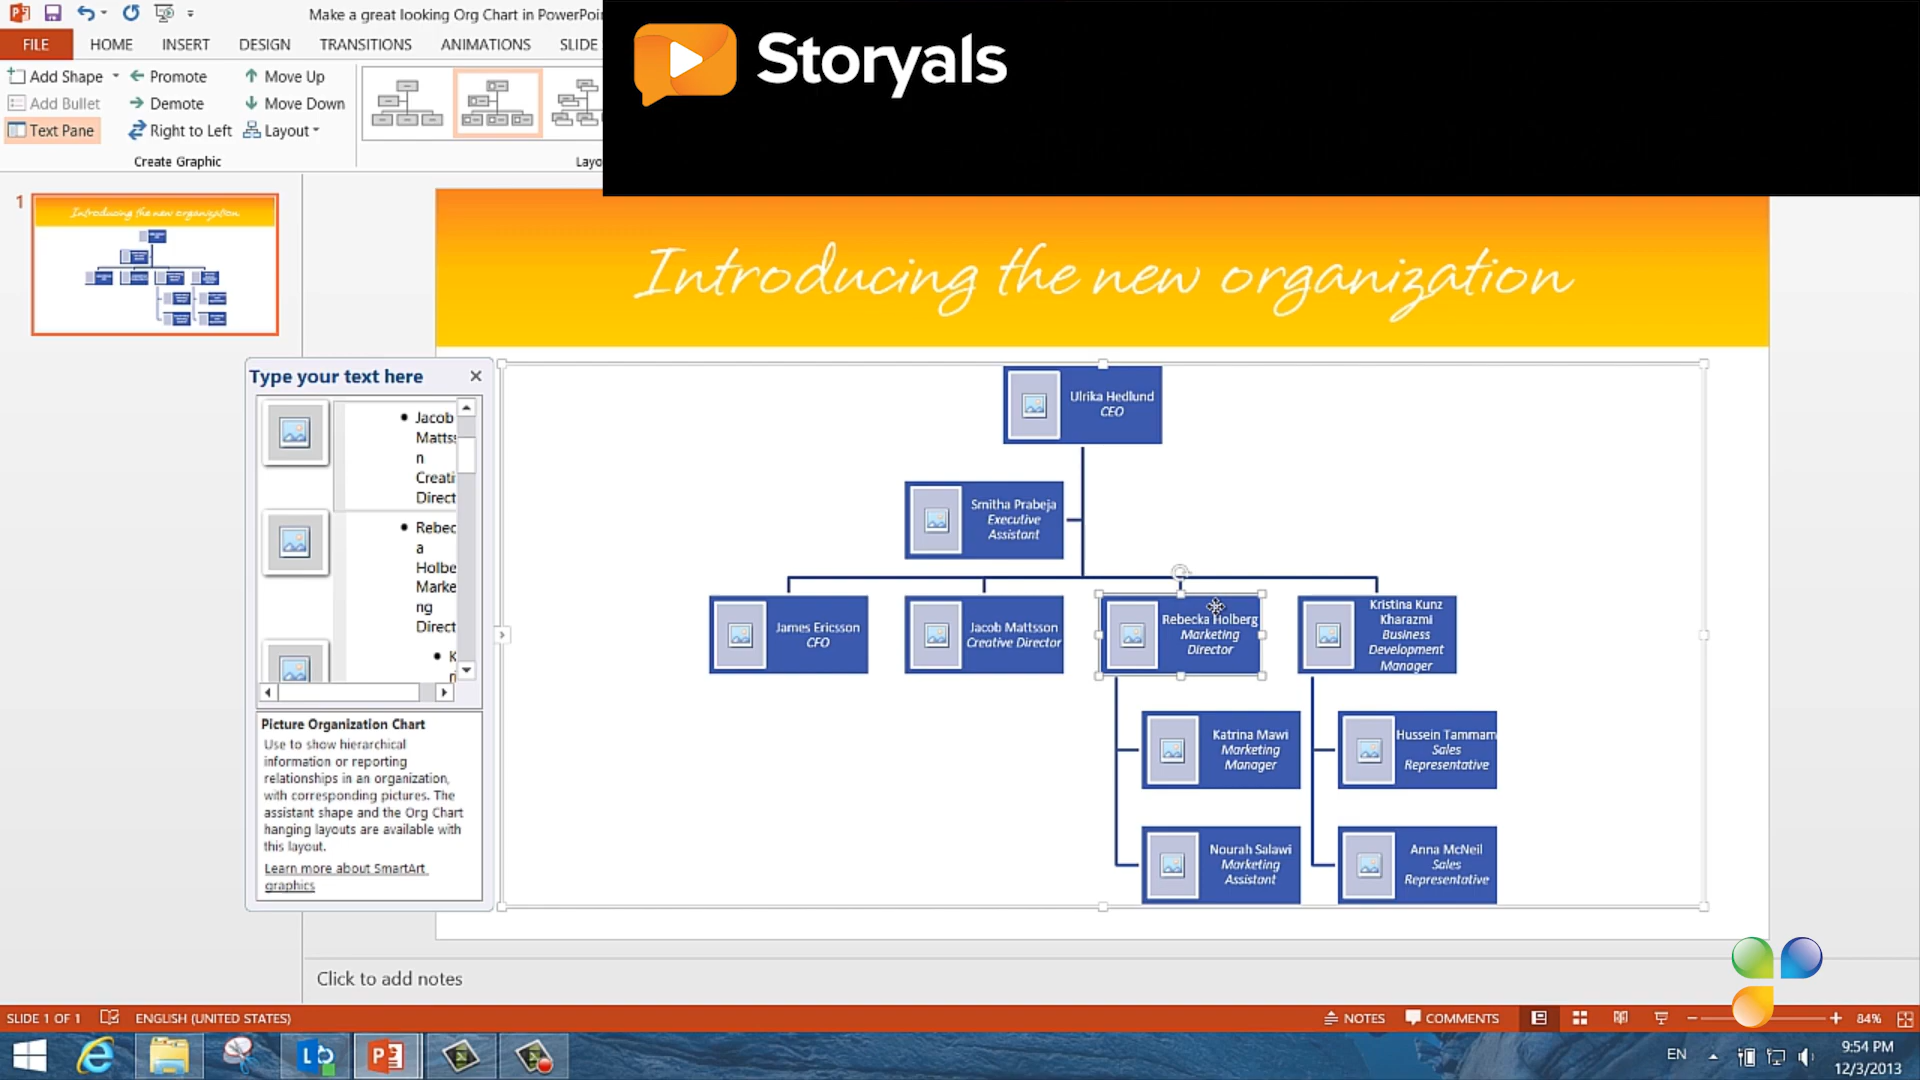 Make a great looking Org Chart in PowerPoin
Storyals
FILE HOME INSERT DESIGN TRANSITIONS ANIMATIONS SLIDE
Add Shape Promote Move Up
Add Bullet Demote Move Down
Text Pane Right to Left Layout
Create Graphic Layo
1
Introducing the new organization
Introducing the new organization
Type your text here
Jacob
Matts
n
Creati
Direct
Rebec
a
Holbe
Marke
ng
Direct
K
Picture Organization Chart
Use to show hierarchical
information or reporting
relationships in an organization,
with corresponding pictures. The
assistant shape and the Org Chart
hanging layouts are available with
this layout.
Learn more about SmartArt
graphics
Ulrika Hedlund
CEO
Smitha Prabeja
Executive
Assistant
James Ericsson
CFO
Jacob Mattsson
Creative Director
Rebecka Holberg
Marketing
Director
Kristina Kunz
Kharazmi
Business
Development
Manager
Katrina Mawi
Marketing
Manager
Hussein Tammam
Sales
Representative
Nourah Salawi
Marketing
Assistant
Anna McNeil
Sales
Representative
Click to add notes
SLIDE 1 OF 1 ENGLISH (UNITED STATES) NOTES COMMENTS 84%
EN 9:54 PM
12/3/2013